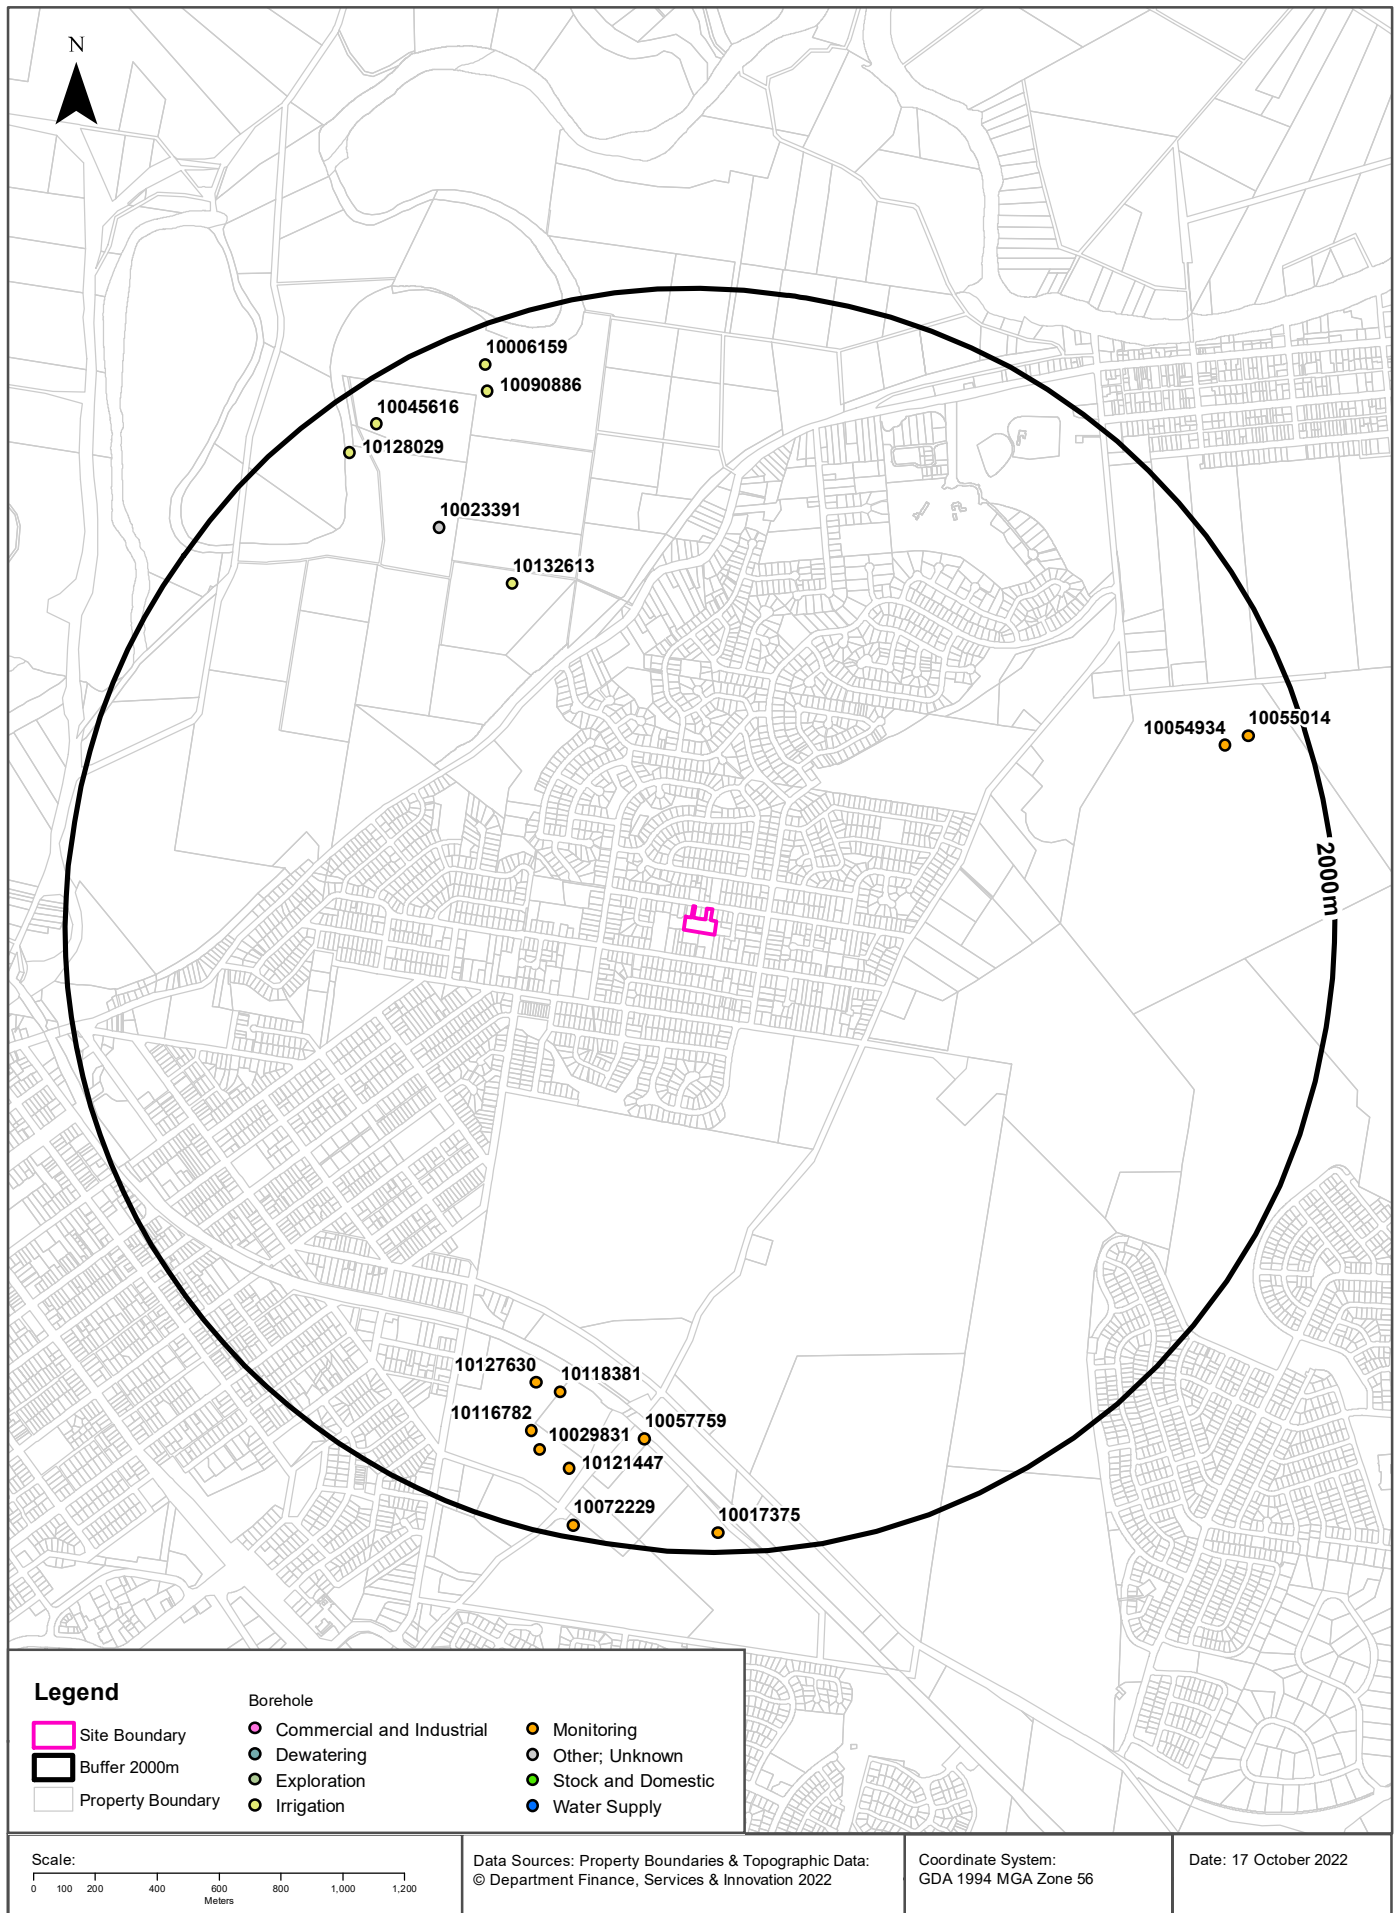 N
10006159
10090886
10045616
10128029
10023391
10132613
10055014
10054934
2000m
10127630
10118381
10116782
10057759
10029831
10121447
10072229
10017375
Legend
Site Boundary
Buffer 2000m
Property Boundary
Borehole
Commercial and Industrial
Dewatering
Exploration
Irrigation
Monitoring
Other; Unknown
Stock and Domestic
Water Supply
Scale:
0 100 200 400 600 800 1,000 1,200
Meters
Data Sources: Property Boundaries & Topographic Data:
© Department Finance, Services & Innovation 2022
Coordinate System:
GDA 1994 MGA Zone 56
Date: 17 October 2022